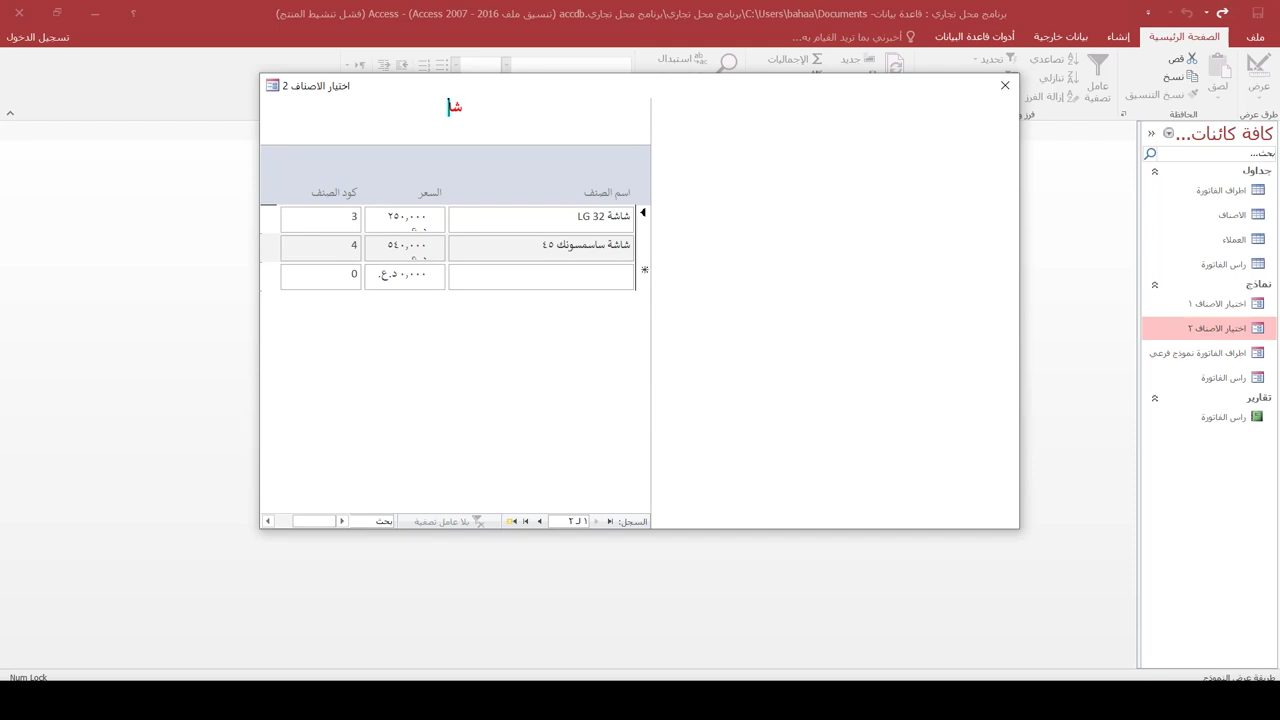 برنامج محل تجاري : قاعدة بيانات- C:\Users\bahaa\Documents\برنامج محل تجاري\برنامج محل تجاري.accdb (تنسيق ملف Access 2007 - 2016) - Access (فشل تنشيط المنتج)
ملف الصفحة الرئيسية إنشاء بيانات خارجية أدوات قاعدة البيانات أخبرني بما تريد القيام به... تسجيل الدخول
عرض
طرق عرض
لصق
قص
نسخ
نسخ التنسيق
الحافظة
عامل تصفية
تصاعدي
تنازلي
إزالة الفرز
تحديد
جديد
الإجماليات
استبدال
اختيار الاصناف 2
شا
اسم الصنف السعر كود الصنف
شاشة LG 32 ٢٥٠,٠٠٠ 3
شاشة ساسمسونك ٤٥ ٥٤٠,٠٠٠ 4
٠,٠٠٠ د.ع. 0
السجل: ١ لـ ٢ بلا عامل تصفية بحث
كافة كائنات...
بحث...
جداول
اطراف الفاتورة
الاصناف
العملاء
راس الفاتورة
نماذج
اختيار الاصناف ١
اختيار الاصناف ٢
اطراف الفاتورة نموذج فرعي
راس الفاتورة
تقارير
راس الفاتورة
طريقة عرض النموذج
Num Lock